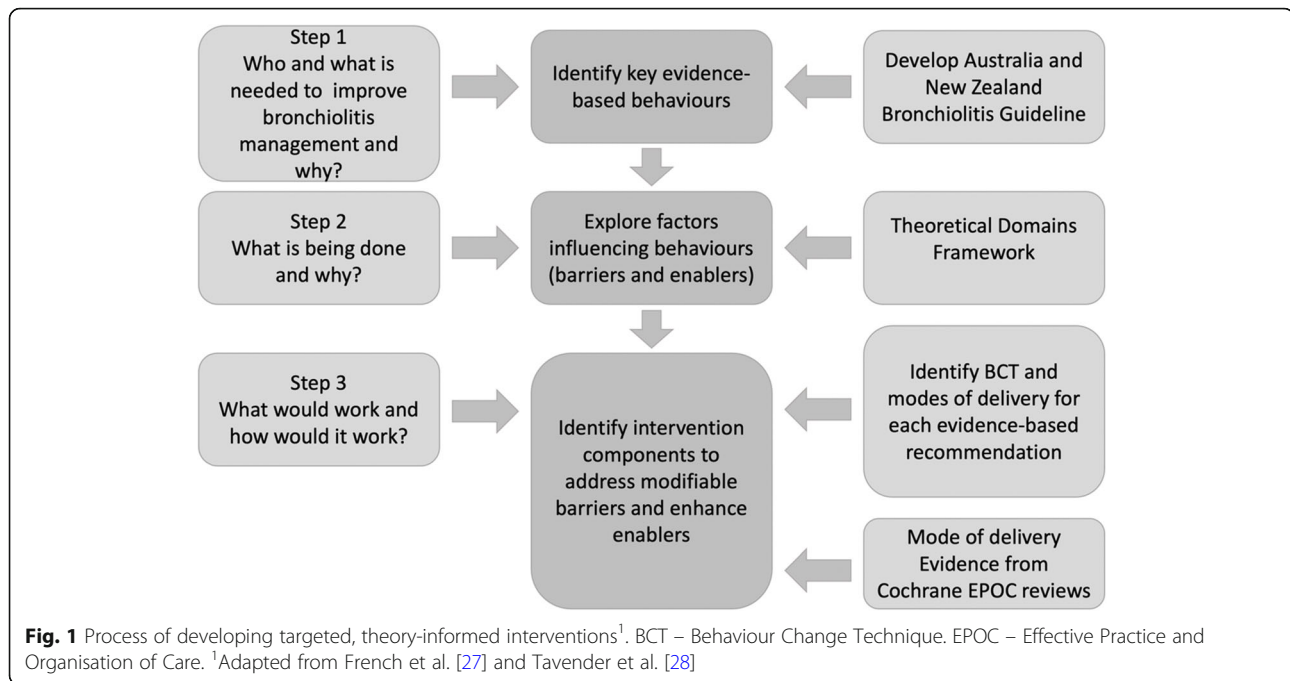 Step 1
Who and what is
needed to improve
bronchiolitis
management and
why?
Identify key evidence-
based behaviours
Develop Australia and
New Zealand
Bronchiolitis Guideline
Step 2
What is being done
and why?
Explore factors
influencing behaviours
(barriers and enablers)
Theoretical Domains
Framework
Step 3
What would work and
how would it work?
Identify intervention
components to
address modifiable
barriers and enhance
enablers
Identify BCT and
modes of delivery for
each evidence-based
recommendation
Mode of delivery
Evidence from
Cochrane EPOC reviews
Fig. 1 Process of developing targeted, theory-informed interventions¹. BCT – Behaviour Change Technique. EPOC – Effective Practice and
Organisation of Care. ¹Adapted from French et al. [27] and Tavender et al. [28]